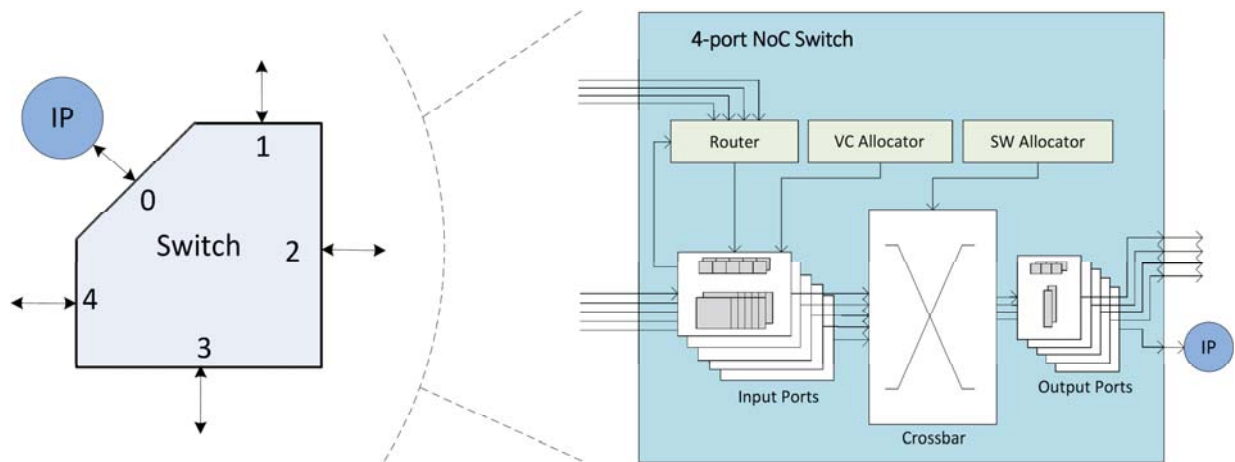 IP
0
1
2
3
4
Switch
4-port NoC Switch
Router
VC Allocator
SW Allocator
Input Ports
Crossbar
Output Ports
IP